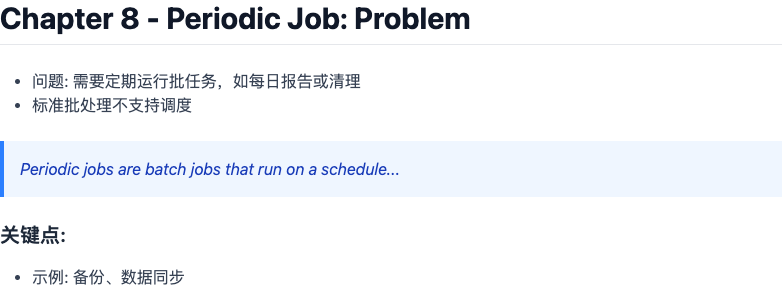 Chapter 8 - Periodic Job: Problem
• 问题: 需要定期运行批任务，如每日报告或清理
• 标准批处理不支持调度
Periodic jobs are batch jobs that run on a schedule...
关键点:
• 示例: 备份、数据同步